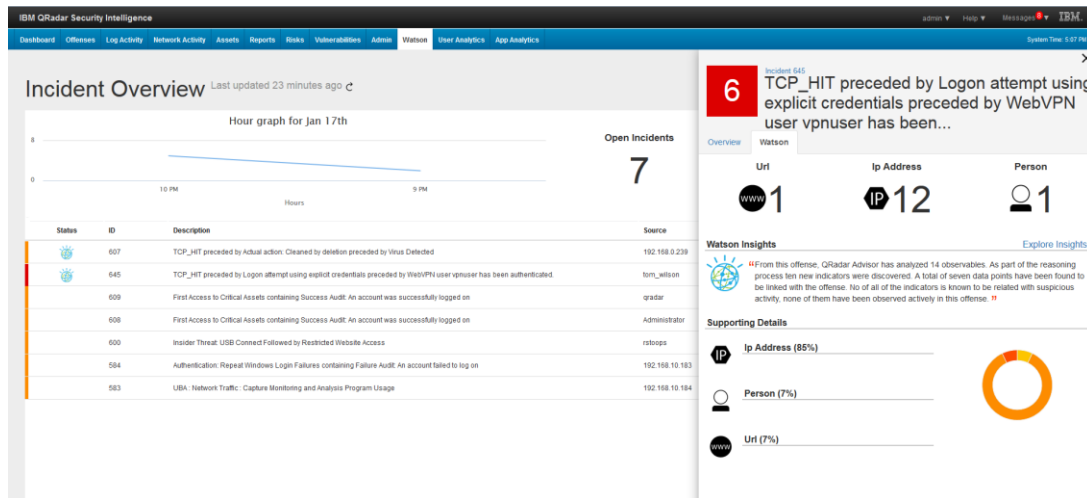 IBM QRadar Security Intelligence
admin Help Messages IBM.
Dashboard Offenses Log Activity Network Activity Assets Reports Risks Vulnerabilities Admin Watson User Analytics App Analytics
System Time: 5:07 PM
Incident Overview Last updated 23 minutes ago
Hour graph for Jan 17th
8
0
10 PM 9 PM
Hours
Open Incidents
7
Status ID Description Source
607 TCP_HIT preceded by Actual action: Cleaned by deletion preceded by Virus Detected 192.168.0.239
645 TCP_HIT preceded by Logon attempt using explicit credentials preceded by WebVPN user vpnuser has been authenticated. tom_wilson
609 First Access to Critical Assets containing Success Audit: An account was successfully logged on qradar
608 First Access to Critical Assets containing Success Audit: An account was successfully logged on Administrator
600 Insider Threat: USB Connect Followed by Restricted Website Access rstoops
584 Authentication: Repeat Windows Login Failures containing Failure Audit: An account failed to log on 192.168.10.183
583 UBA : Network Traffic : Capture Monitoring and Analysis Program Usage 192.168.10.184
6
Incident 645
TCP_HIT preceded by Logon attempt using
explicit credentials preceded by WebVPN
user vpnuser has been...
Overview Watson
Url Ip Address Person
www 1 IP 12 1
Watson Insights Explore Insights
"From this offense, QRadar Advisor has analyzed 14 observables. As part of the reasoning
process ten new indicators were discovered. A total of seven data points have been found to
be linked with the offense. No of all of the indicators is known to be related with suspicious
activity, none of them have been observed actively in this offense. "
Supporting Details
IP Ip Address (85%)
Person (7%)
www Url (7%)